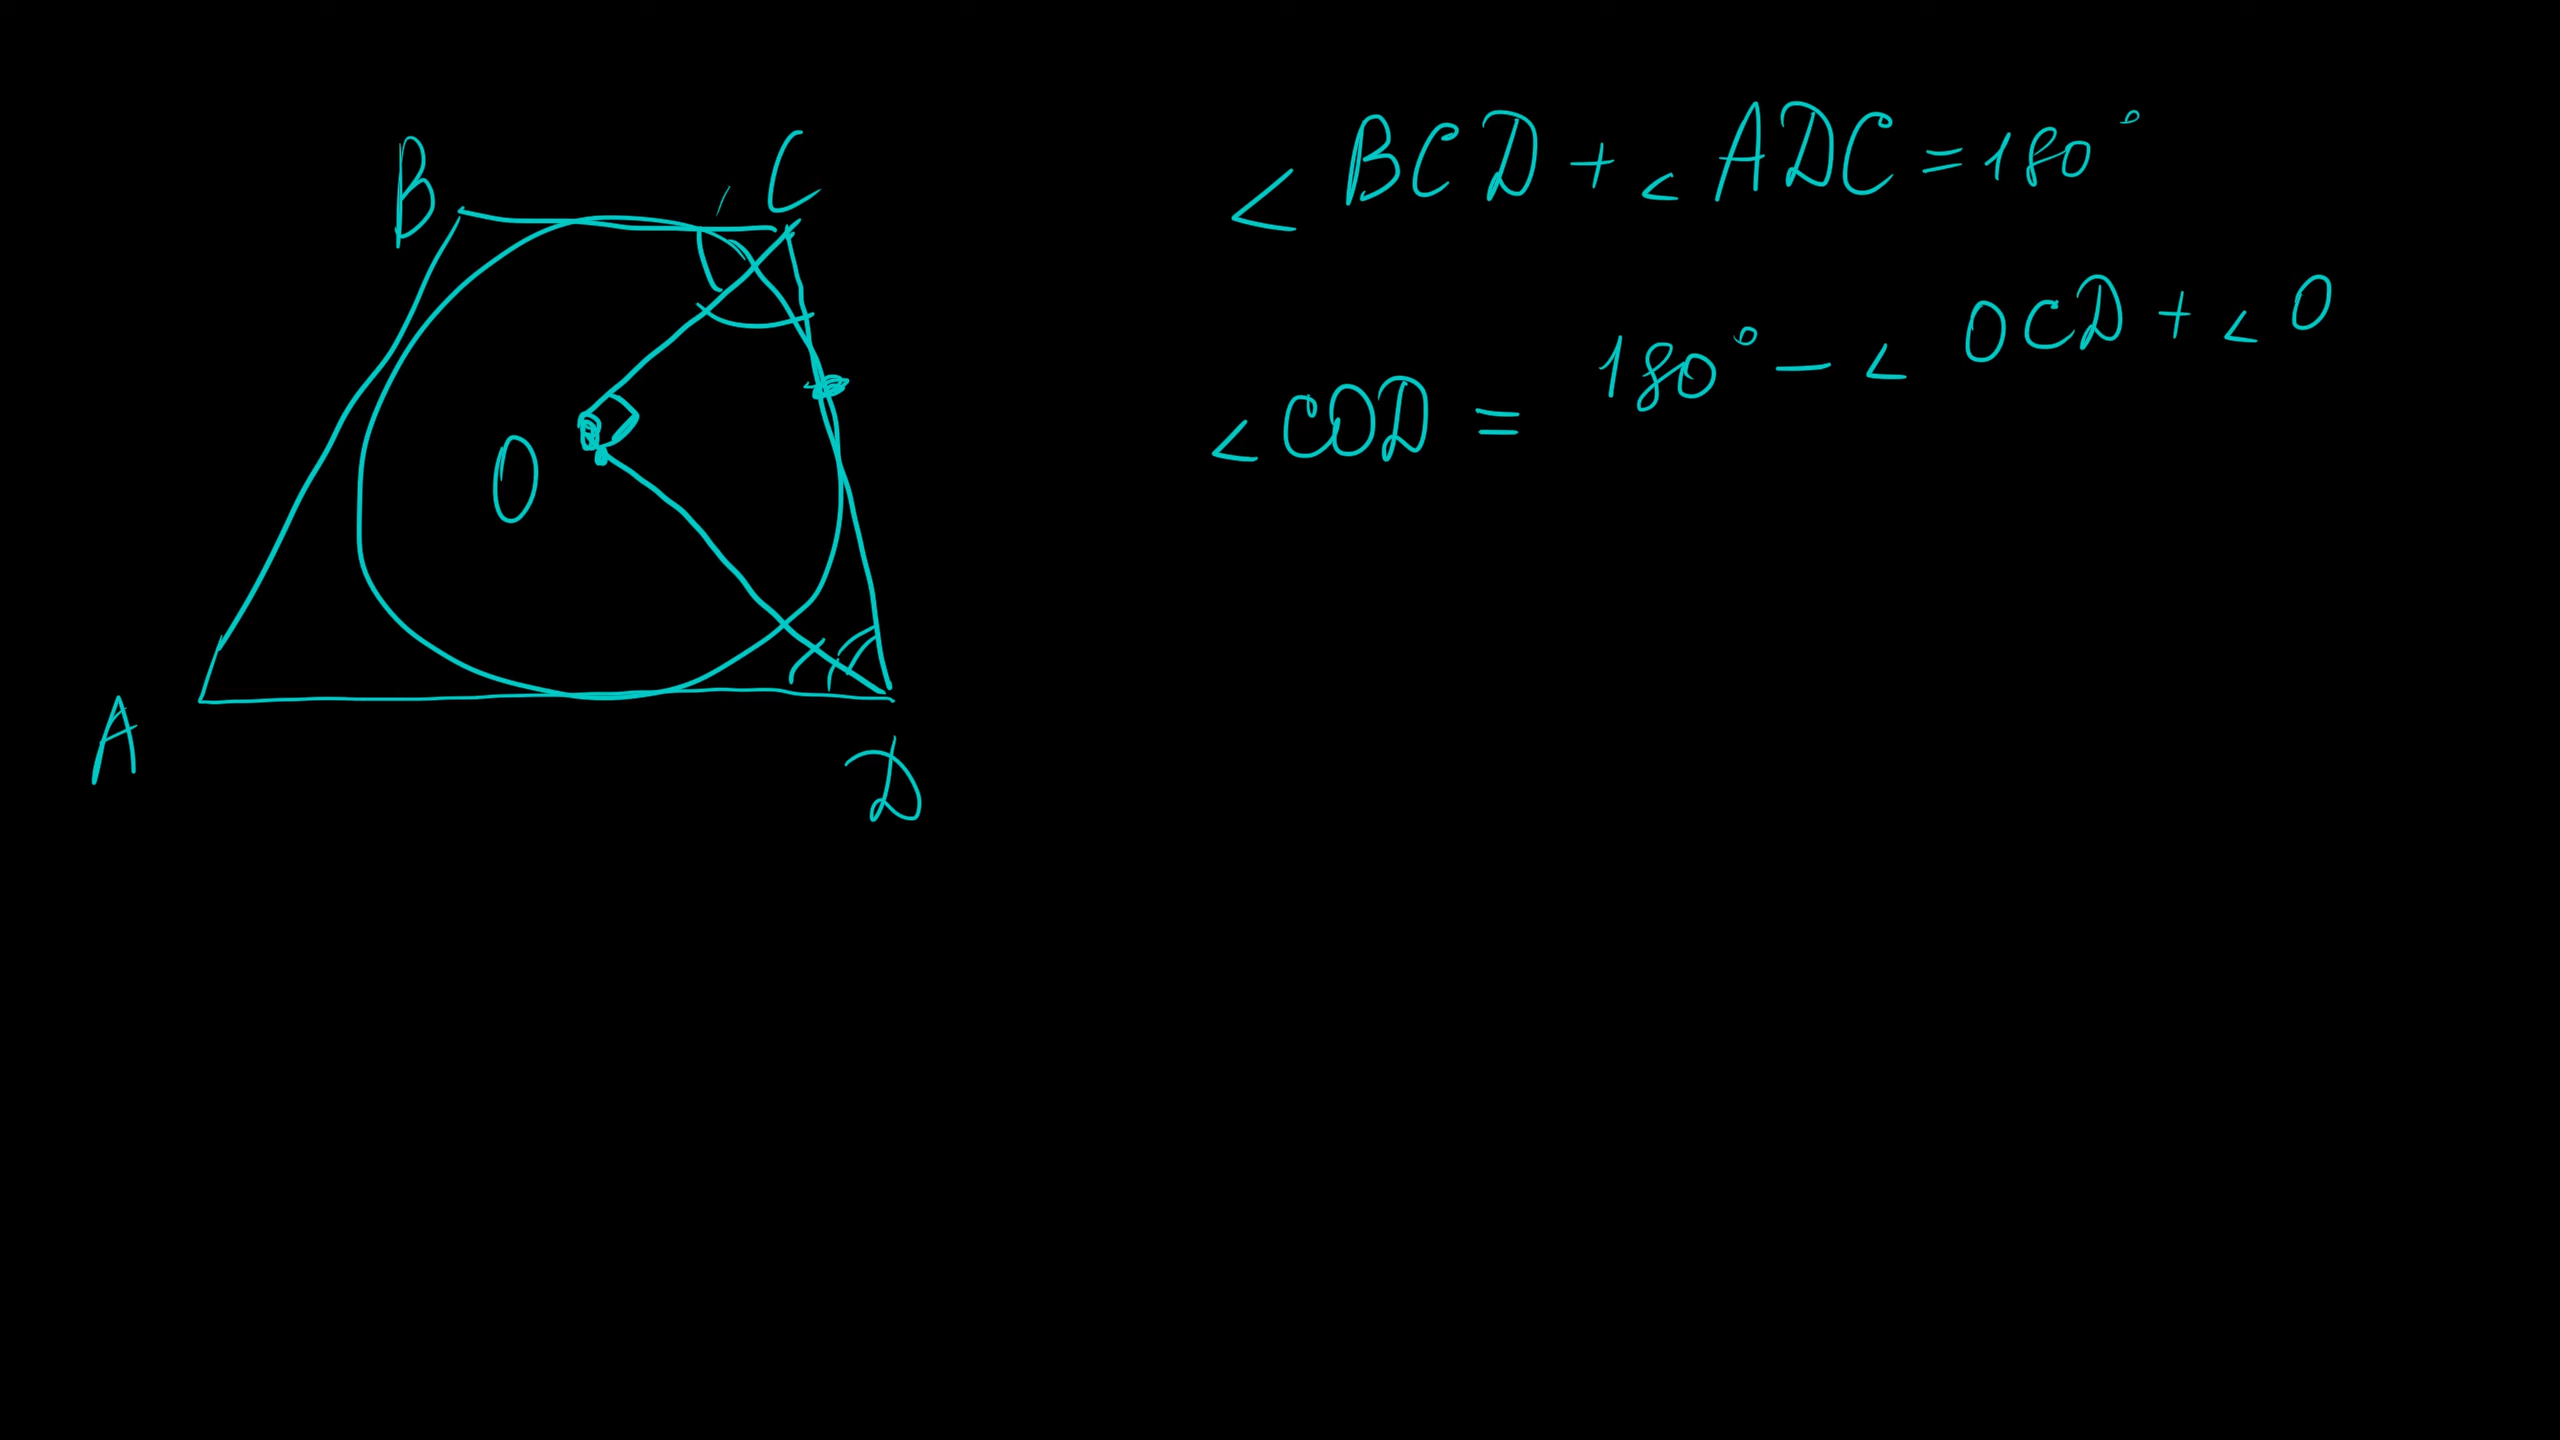 B C
O
A
D
<BCD + <ADC = 180°
<COD = 180° - <OCD + <O